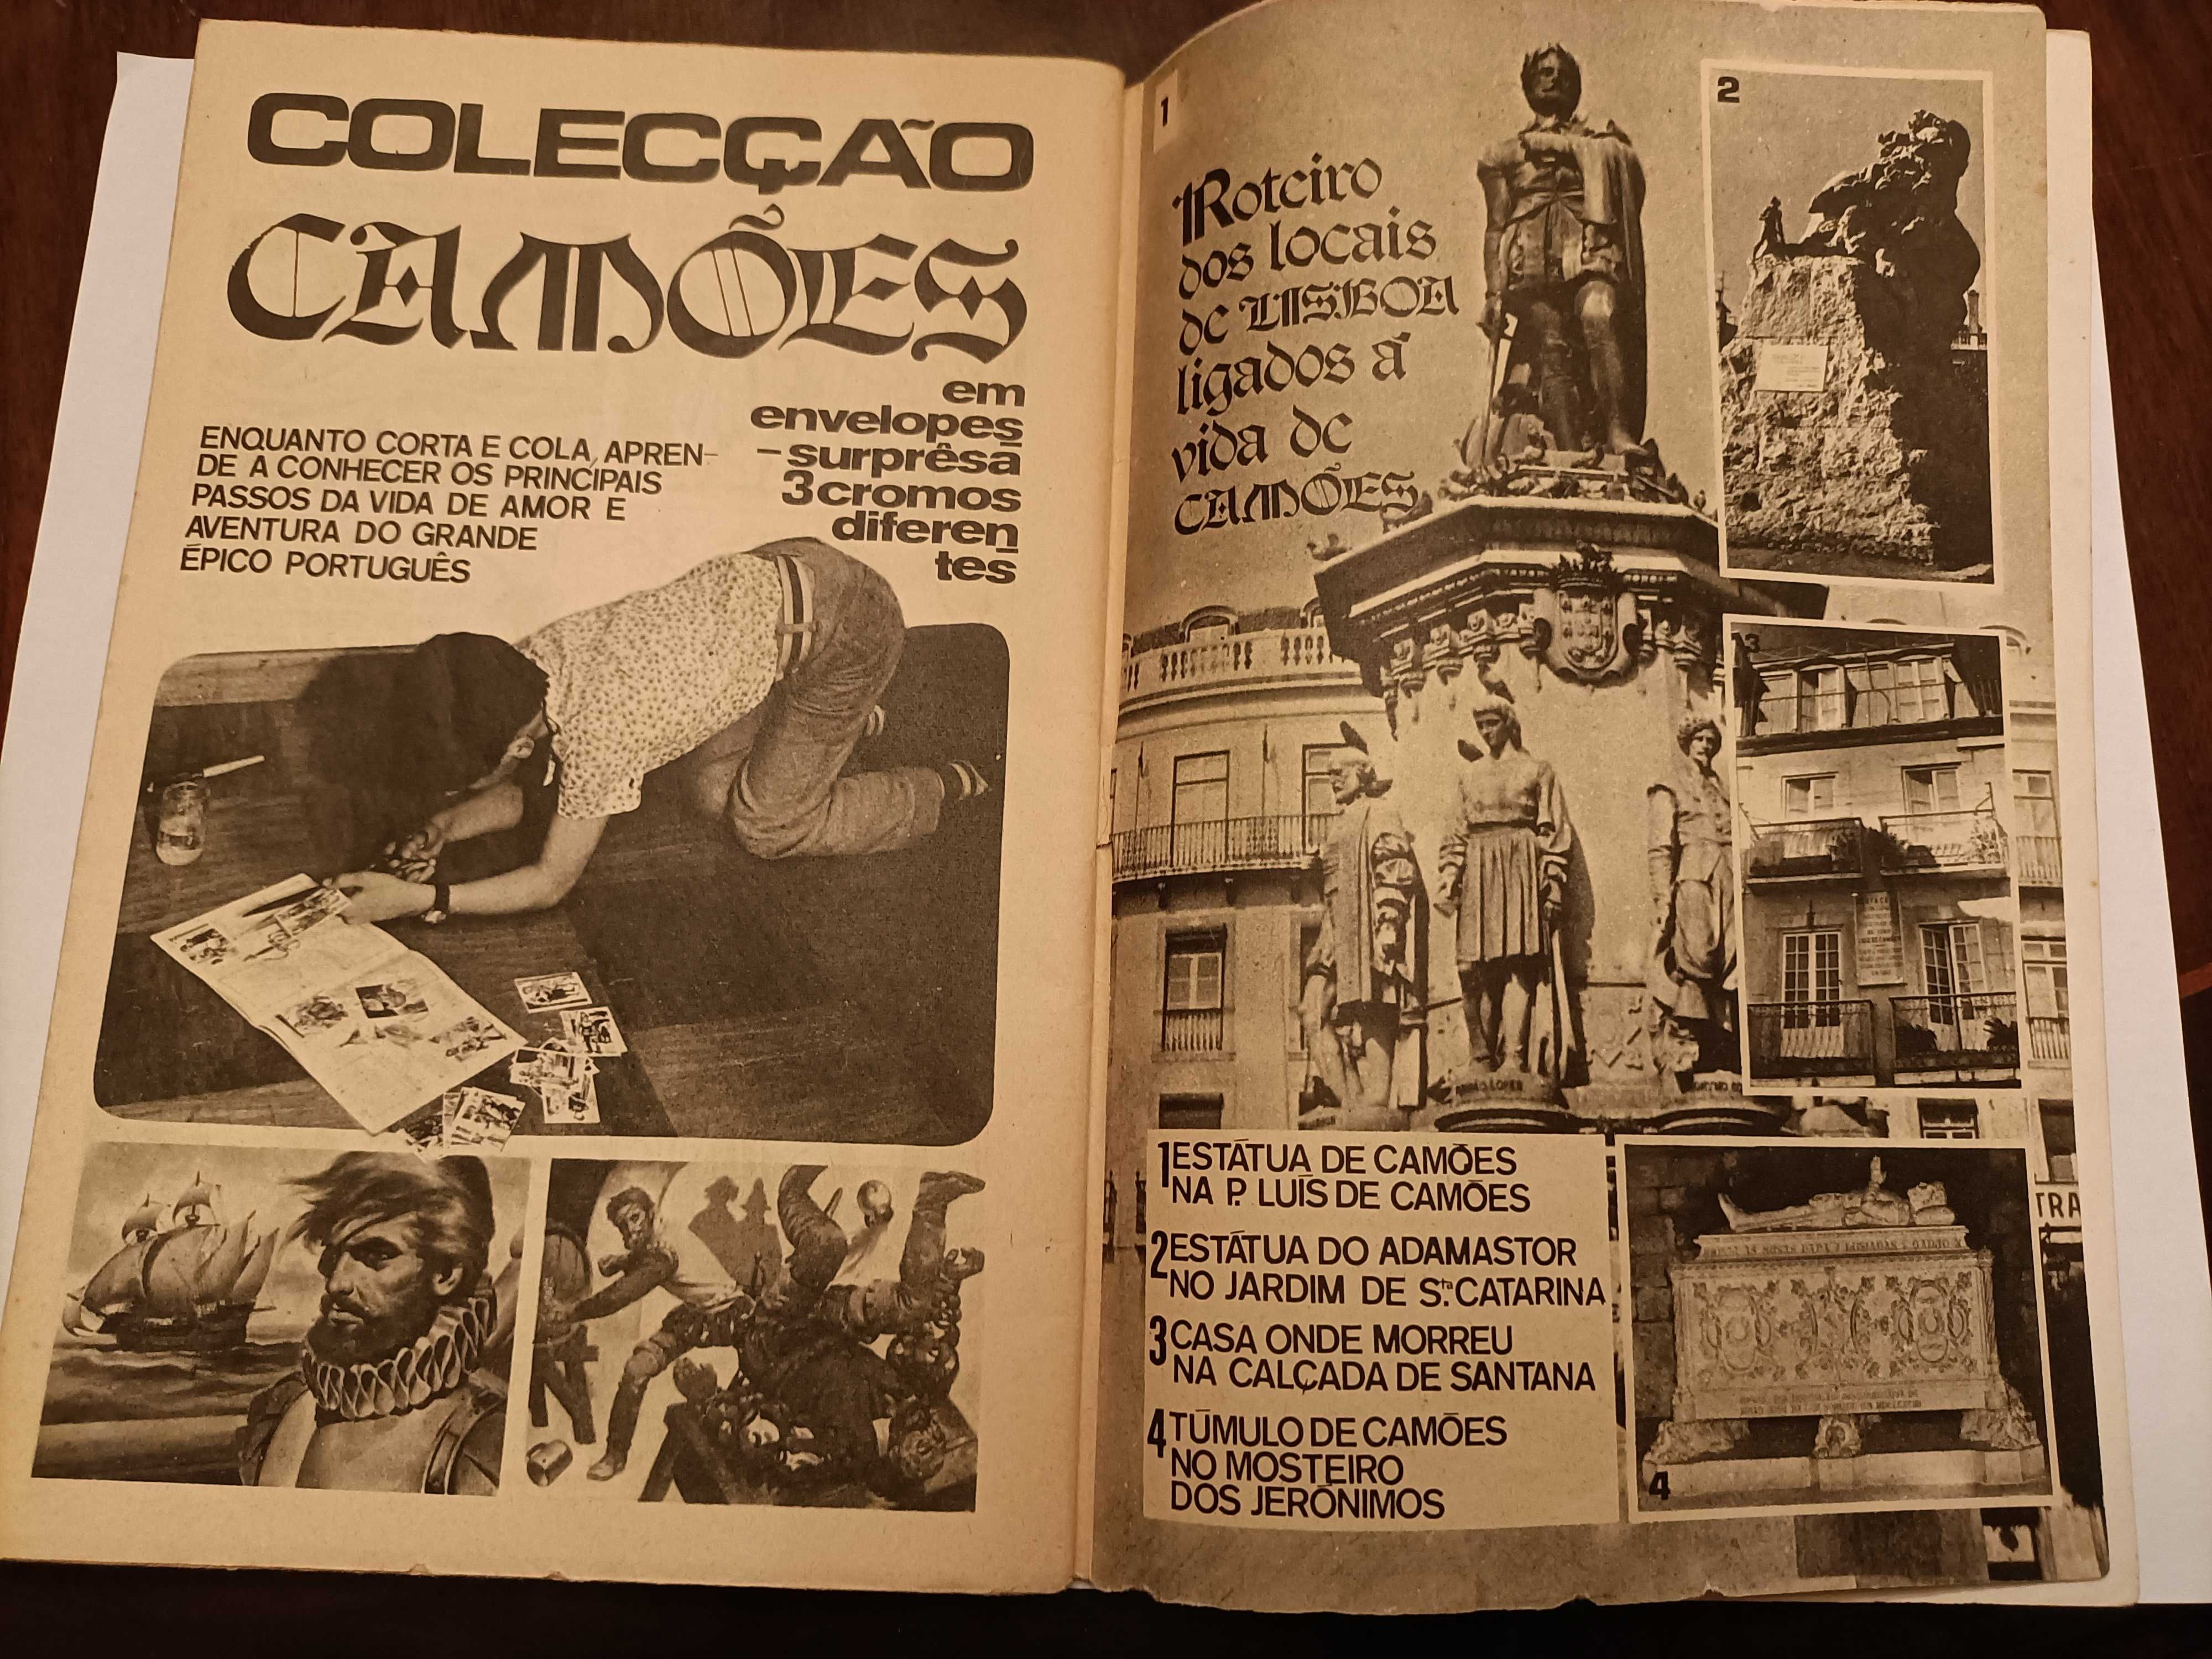 COLECÇÃO
CAMÕES
em
envelopes
-surprêsa
3 cromos
diferen
tes
ENQUANTO CORTA E COLA, APREN-
DE A CONHECER OS PRINCIPAIS
PASSOS DA VIDA DE AMOR E
AVENTURA DO GRANDE
ÉPICO PORTUGUÊS
1
Roteiro
dos locais
de LISBOA
ligados á
vida de
CAMÕES
2
3
1 ESTÁTUA DE CAMÕES
NA P. LUÍS DE CAMÕES
2 ESTÁTUA DO ADAMASTOR
NO JARDIM DE Sta. CATARINA
3 CASA ONDE MORREU
NA CALÇADA DE SANTANA
4 TÚMULO DE CAMÕES
NO MOSTEIRO
DOS JERÓNIMOS
4
TRA